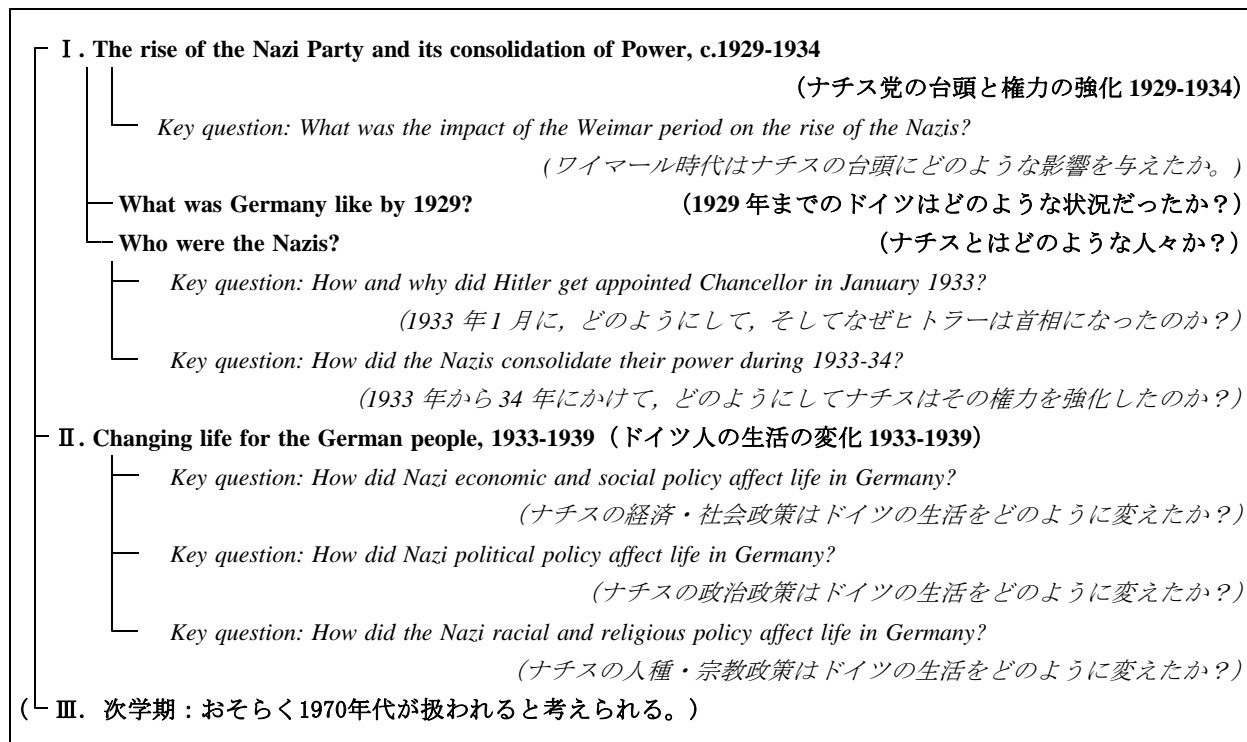 Ⅰ. The rise of the Nazi Party and its consolidation of Power, c.1929-1934
（ナチス党の台頭と権力の強化 1929-1934）
Key question: What was the impact of the Weimar period on the rise of the Nazis?
(ワイマール時代はナチスの台頭にどのような影響を与えたか。)
What was Germany like by 1929? （1929 年までのドイツはどのような状況だったか？）
Who were the Nazis? （ナチスとはどのような人々か？）
Key question: How and why did Hitler get appointed Chancellor in January 1933?
（1933 年 1 月に，どのようにして，そしてなぜヒトラーは首相になったのか？）
Key question: How did the Nazis consolidate their power during 1933-34?
（1933 年から 34 年にかけて，どのようにしてナチスはその権力を強化したのか？）
Ⅱ. Changing life for the German people, 1933-1939（ドイツ人の生活の変化 1933-1939）
Key question: How did Nazi economic and social policy affect life in Germany?
（ナチスの経済・社会政策はドイツの生活をどのように変えたか？）
Key question: How did Nazi political policy affect life in Germany?
（ナチスの政治政策はドイツの生活をどのように変えたか？）
Key question: How did the Nazi racial and religious policy affect life in Germany?
（ナチスの人種・宗教政策はドイツの生活をどのように変えたか？）
（Ⅲ. 次学期：おそらく1970年代が扱われると考えられる。）